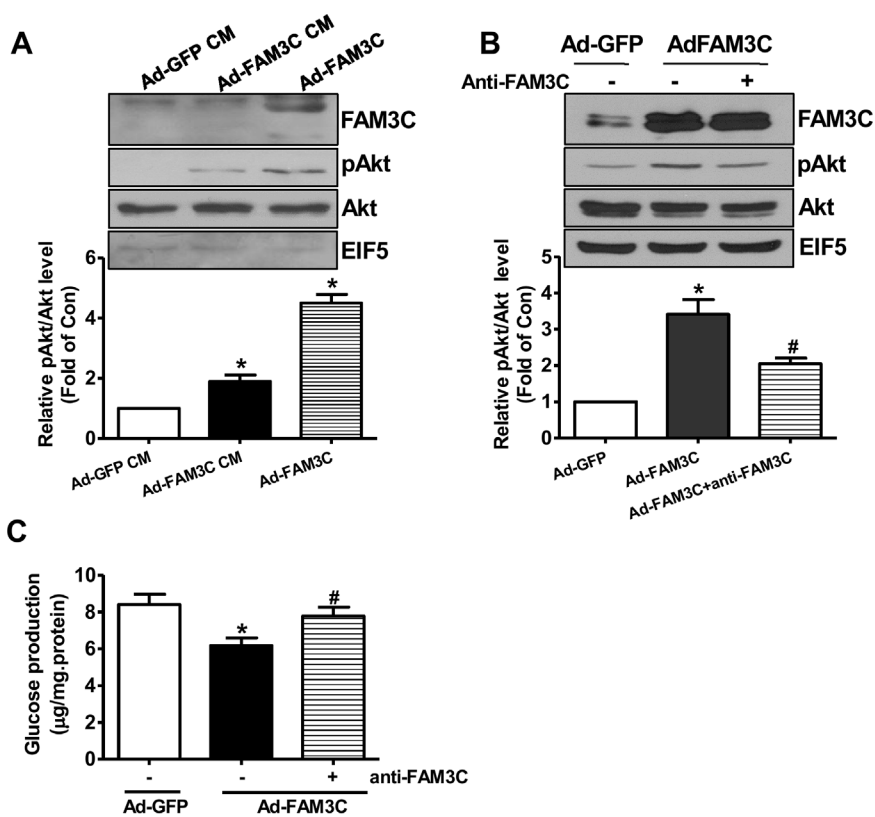 A
Ad-GFP CM
Ad-FAM3C CM
Ad-FAM3C
FAM3C
pAkt
Akt
EIF5
Relative pAkt/Akt level
(Fold of Con)
6
4
2
0
*
*
Ad-GFP CM
Ad-FAM3C CM
Ad-FAM3C
B
Ad-GFP AdFAM3C
Anti-FAM3C - - +
FAM3C
pAkt
Akt
EIF5
Relative pAkt/Akt level
(Fold of Con)
5
4
3
2
1
0
*
#
Ad-GFP
Ad-FAM3C
Ad-FAM3C+anti-FAM3C
C
Glucose production
(μg/mg.protein)
10
8
6
4
2
0
*
#
- - + anti-FAM3C
Ad-GFP Ad-FAM3C